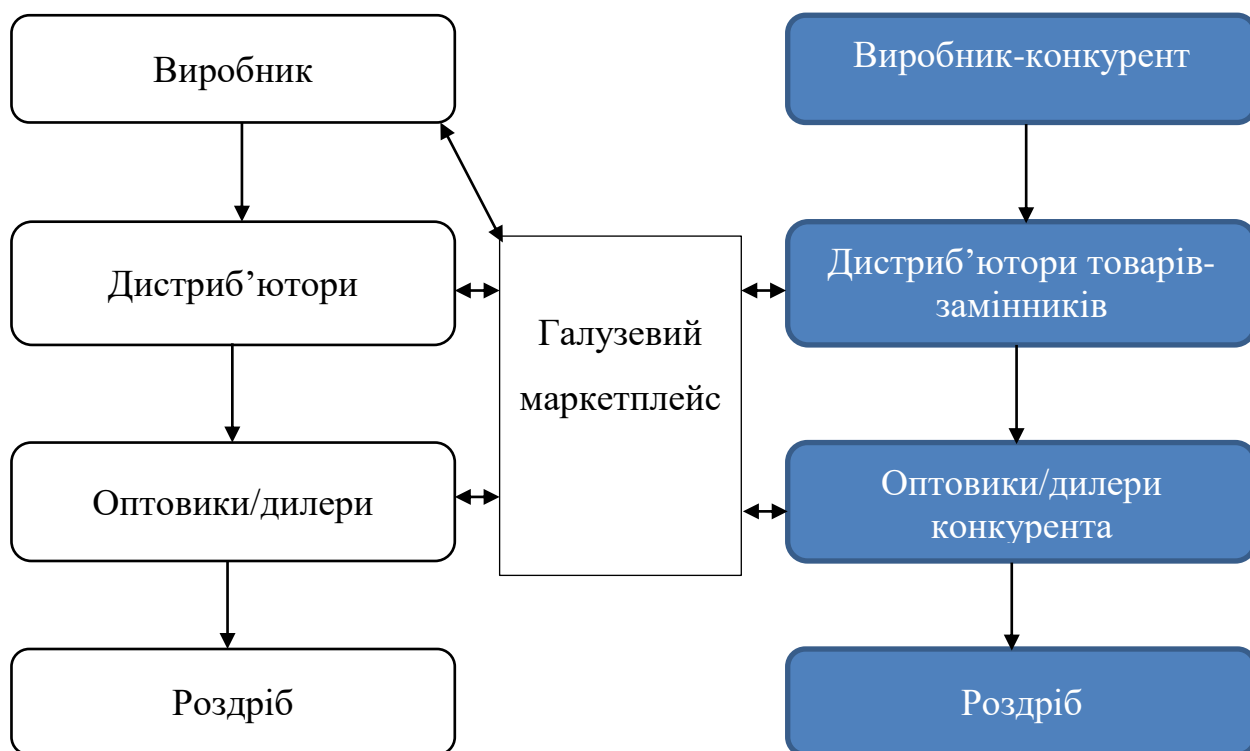 Виробник
Виробник-конкурент
Дистриб’ютори
Дистриб’ютори товарів-
замінників
Галузевий
маркетплейс
Оптовики/дилери
Оптовики/дилери
конкурента
Роздріб
Роздріб